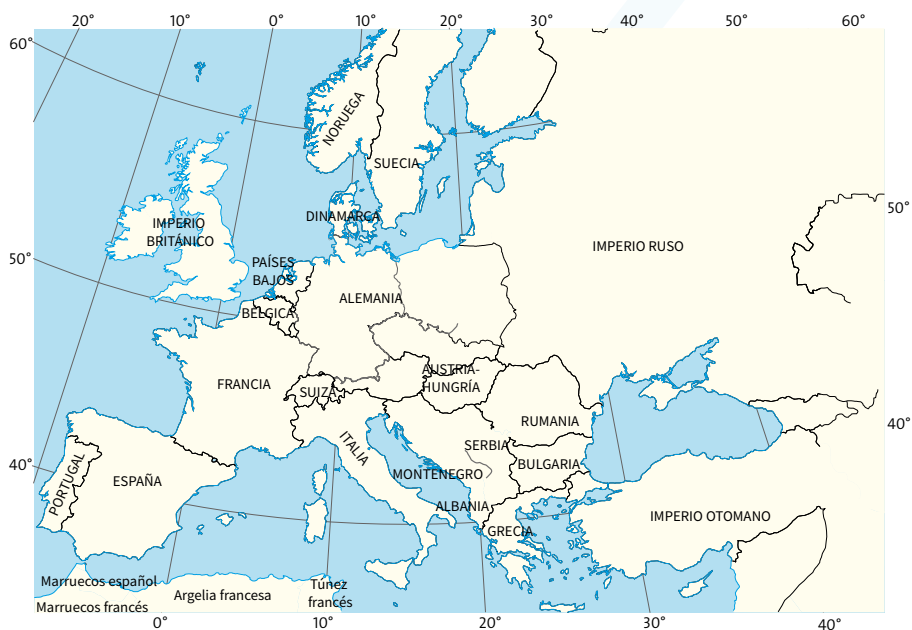 20°
10°
0°
10°
20°
30°
40°
50°
60°
60°
50°
40°
50°
40°
NORUEGA
SUECIA
DINAMARCA
IMPERIO
BRITÁNICO
IMPERIO RUSO
PAÍSES
BAJOS
ALEMANIA
BÉLGICA
AUSTRIA-
HUNGRÍA
FRANCIA
SUIZA
RUMANIA
ITALIA
SERBIA
BULGARIA
MONTENEGRO
PORTUGAL
ESPAÑA
ALBANIA
GRECIA
IMPERIO OTOMANO
Marruecos español
Argelia francesa
Túnez
francés
Marruecos francés
0°
10°
20°
30°
40°